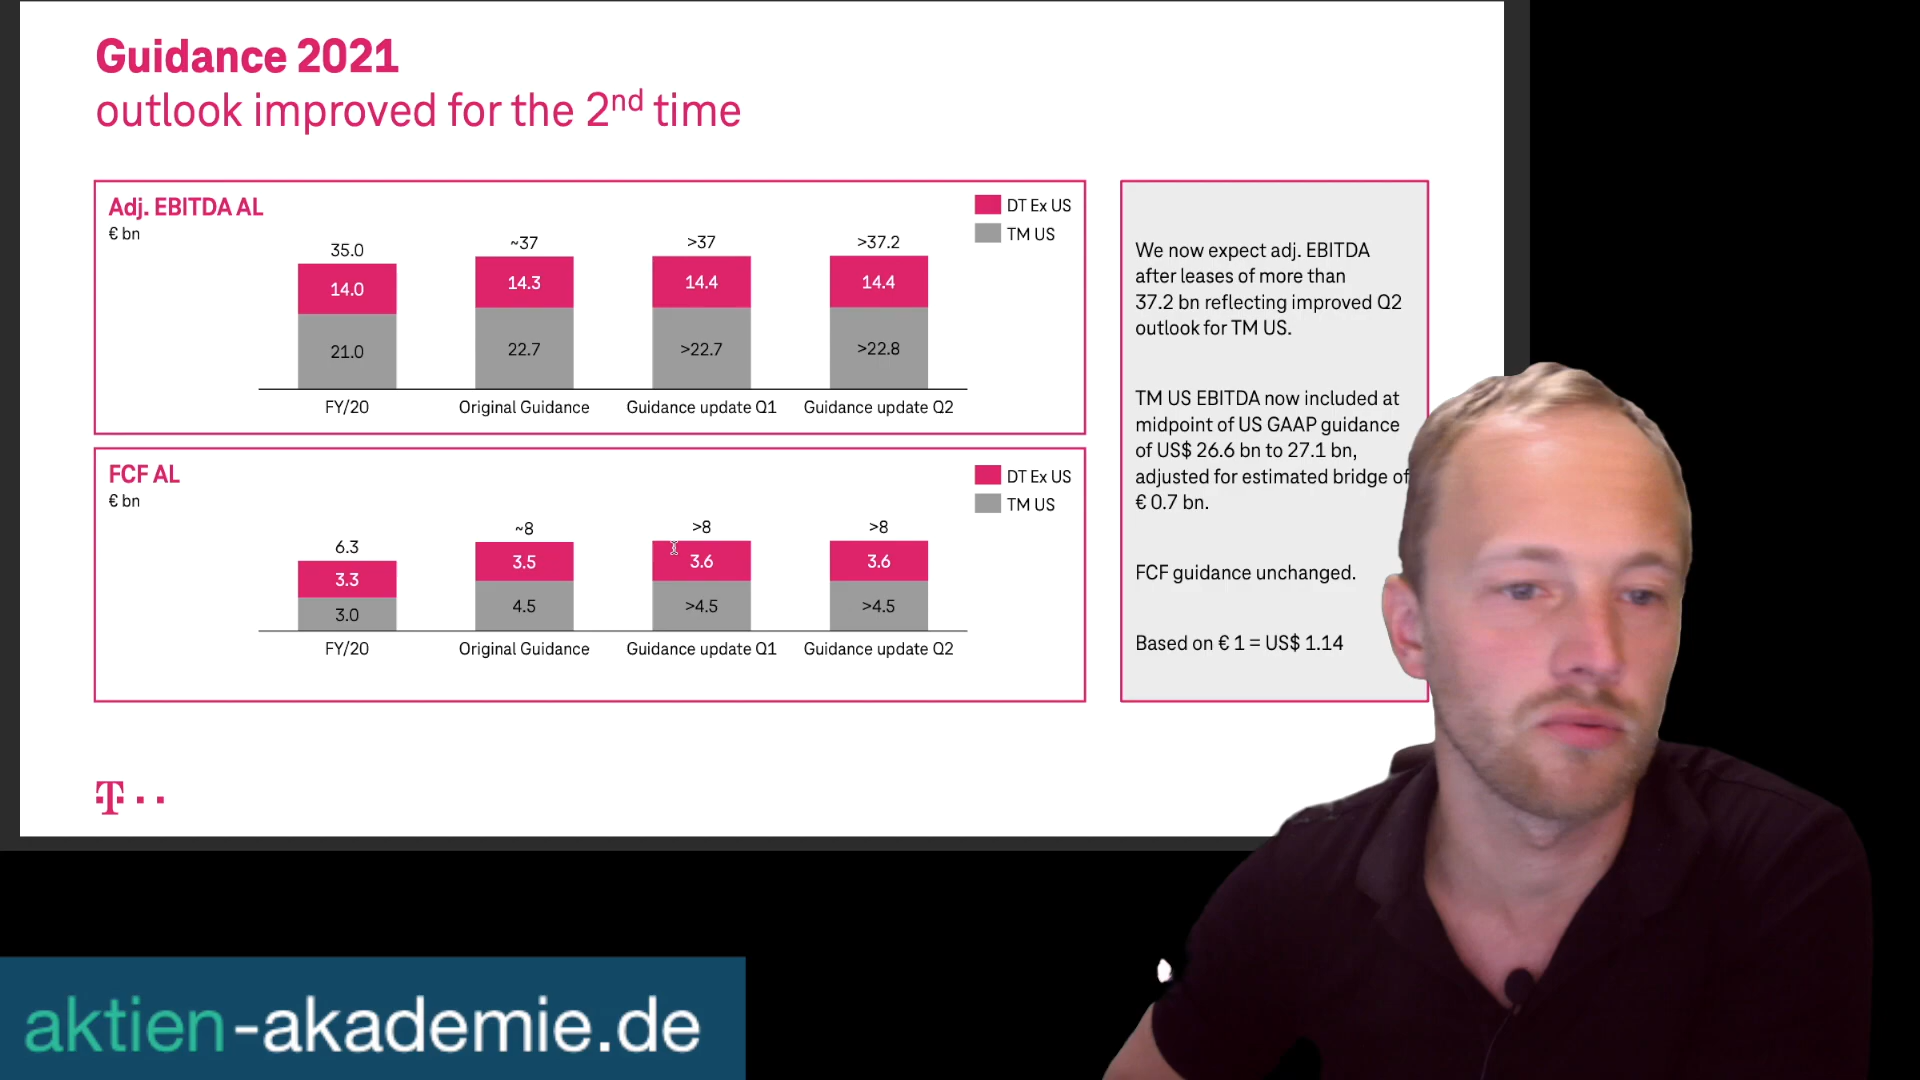 Guidance 2021
outlook improved for the 2nd time
Adj. EBITDA AL
€ bn
DT Ex US
TM US
35.0
~37
>37
>37.2
14.0
14.3
14.4
14.4
21.0
22.7
>22.7
>22.8
FY/20
Original Guidance
Guidance update Q1
Guidance update Q2
FCF AL
€ bn
DT Ex US
TM US
6.3
~8
>8
>8
3.3
3.5
3.6
3.6
3.0
4.5
>4.5
>4.5
FY/20
Original Guidance
Guidance update Q1
Guidance update Q2
We now expect adj. EBITDA
after leases of more than
37.2 bn reflecting improved Q2
outlook for TM US.
TM US EBITDA now included at
midpoint of US GAAP guidance
of US$ 26.6 bn to 27.1 bn,
adjusted for estimated bridge of
€ 0.7 bn.
FCF guidance unchanged.
Based on € 1 = US$ 1.14
T
aktien-akademie.de